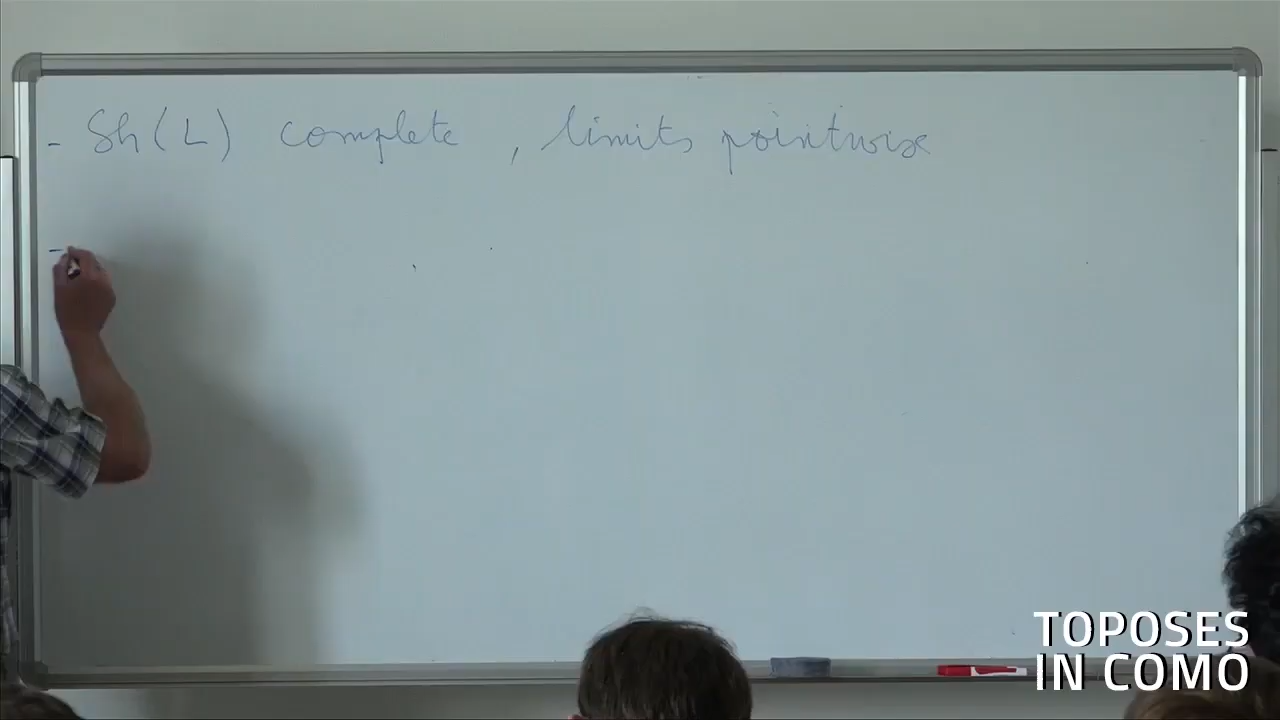 - Sh(L) complete, limits pointwise
-
TOPOSES
IN COMO